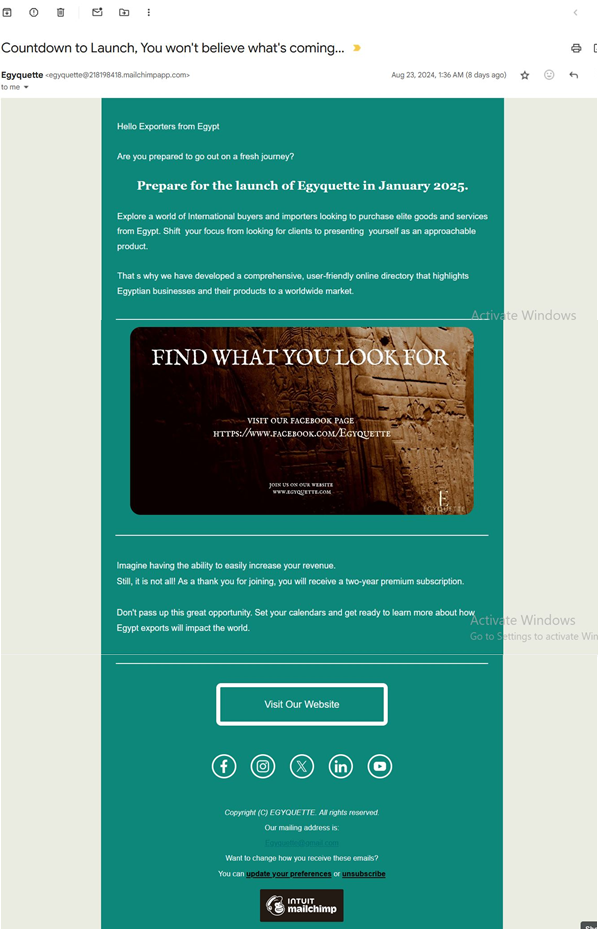 Countdown to Launch, You won't believe what's coming...
Egyquette <egyquette@218198418.mailchimpapp.com>
Aug 23, 2024, 1:36 AM (8 days ago)
to me
Hello Exporters from Egypt
Are you prepared to go out on a fresh journey?
Prepare for the launch of Egyquette in January 2025.
Explore a world of International buyers and importers looking to purchase elite goods and services
from Egypt. Shift  your focus from looking for clients to presenting  yourself as an approachable
product.
That s why we have developed a comprehensive, user-friendly online directory that highlights
Egyptian businesses and their products to a worldwide market.
Activate Windows
FIND WHAT YOU LOOK FOR
VISIT OUR FACEBOOK PAGE
HTTPS://WWW.FACEBOOK.COM/EGYQUETTE
JOIN US ON OUR WEBSITE
WWW.EGYQUETTE.COM
E
EGYQUETTE
Imagine having the ability to easily increase your revenue.
Still, it is not all! As a thank you for joining, you will receive a two-year premium subscription.
Don't pass up this great opportunity. Set your calendars and get ready to learn more about how
Egypt exports will impact the world.
Activate Windows
Go to Settings to activate Win
Visit Our Website
Copyright (C) EGYQUETTE. All rights reserved.
Our mailing address is:
Want to change how you receive these emails?
You can update your preferences or unsubscribe
INTUIT
mailchimp